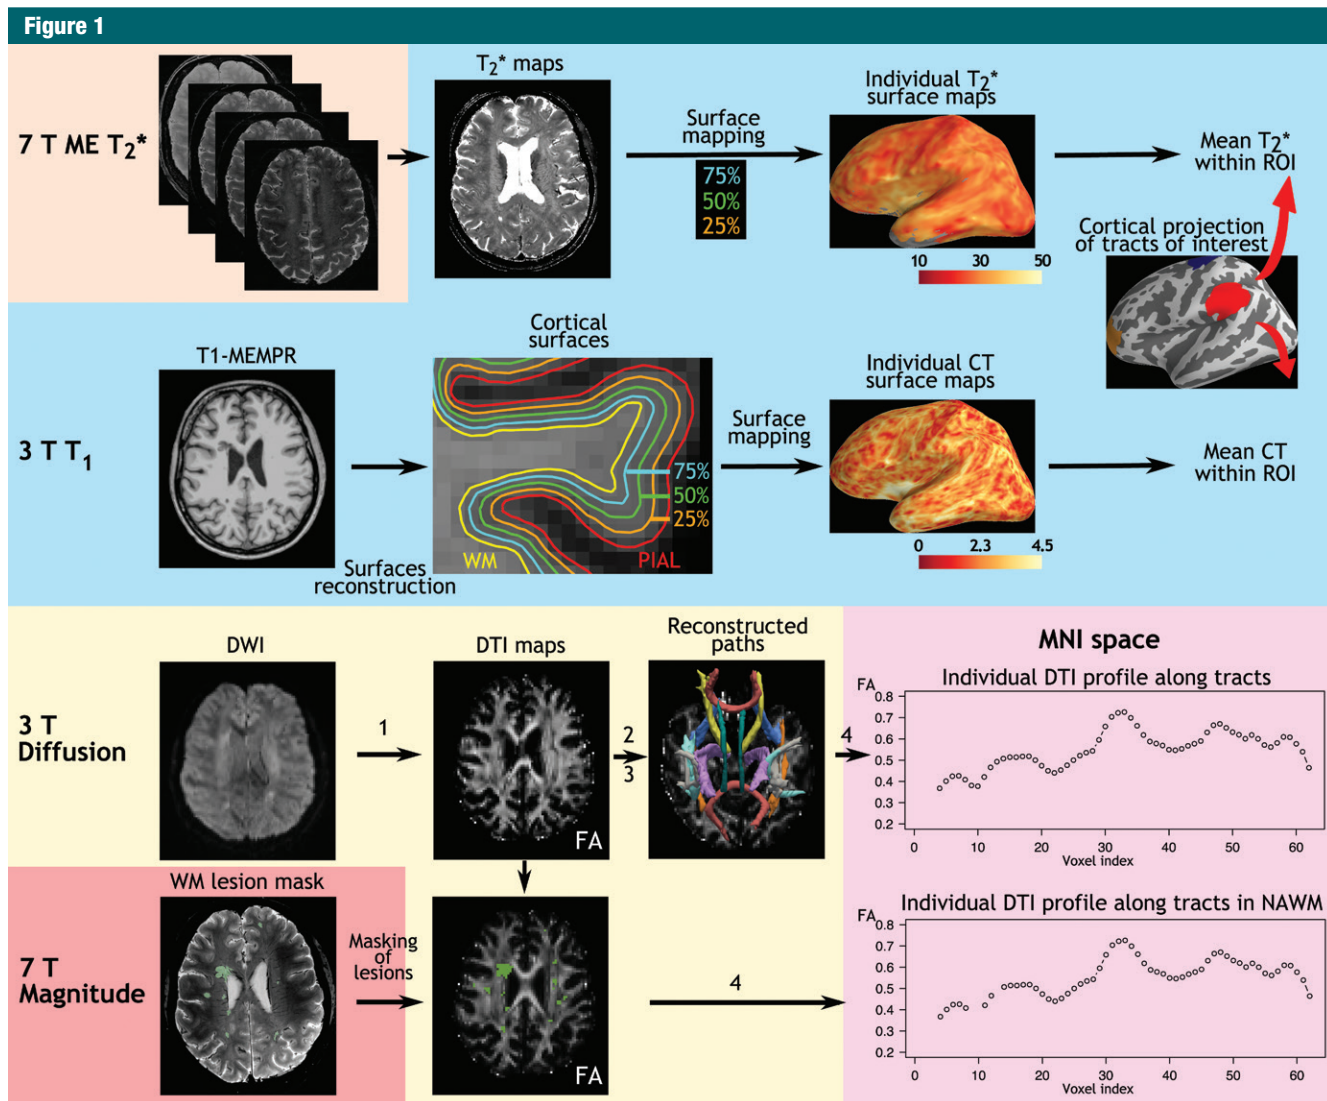 Figure 1
7 T ME T2*
T2* maps
Surface
mapping
75%
50%
25%
Individual T2*
surface maps
10 30 50
Mean T2*
within ROI
Cortical projection
of tracts of interest
3 T T1
T1-MEMPR
Surfaces
reconstruction
Cortical
surfaces
75%
50%
25%
WM
PIAL
Surface
mapping
Individual CT
surface maps
0 2.3 4.5
Mean CT
within ROI
3 T
Diffusion
DWI
1
DTI maps
FA
2
3
Reconstructed
paths
4
MNI space
Individual DTI profile along tracts
FA
0.8
0.7
0.6
0.5
0.4
0.3
0.2
0 10 20 30 40 50 60
Voxel index
7 T
Magnitude
WM lesion mask
Masking
of
lesions
FA
4
Individual DTI profile along tracts in NAWM
FA
0.8
0.7
0.6
0.5
0.4
0.3
0.2
0 10 20 30 40 50 60
Voxel index